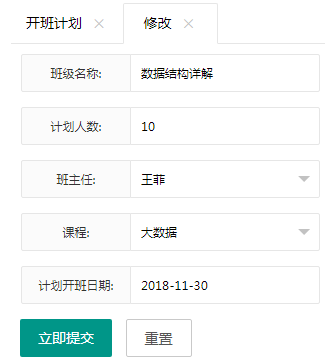 开班计划 修改
班级名称: 数据结构详解
计划人数: 10
班主任: 王菲
课程: 大数据
计划开班日期: 2018-11-30
立即提交 重置